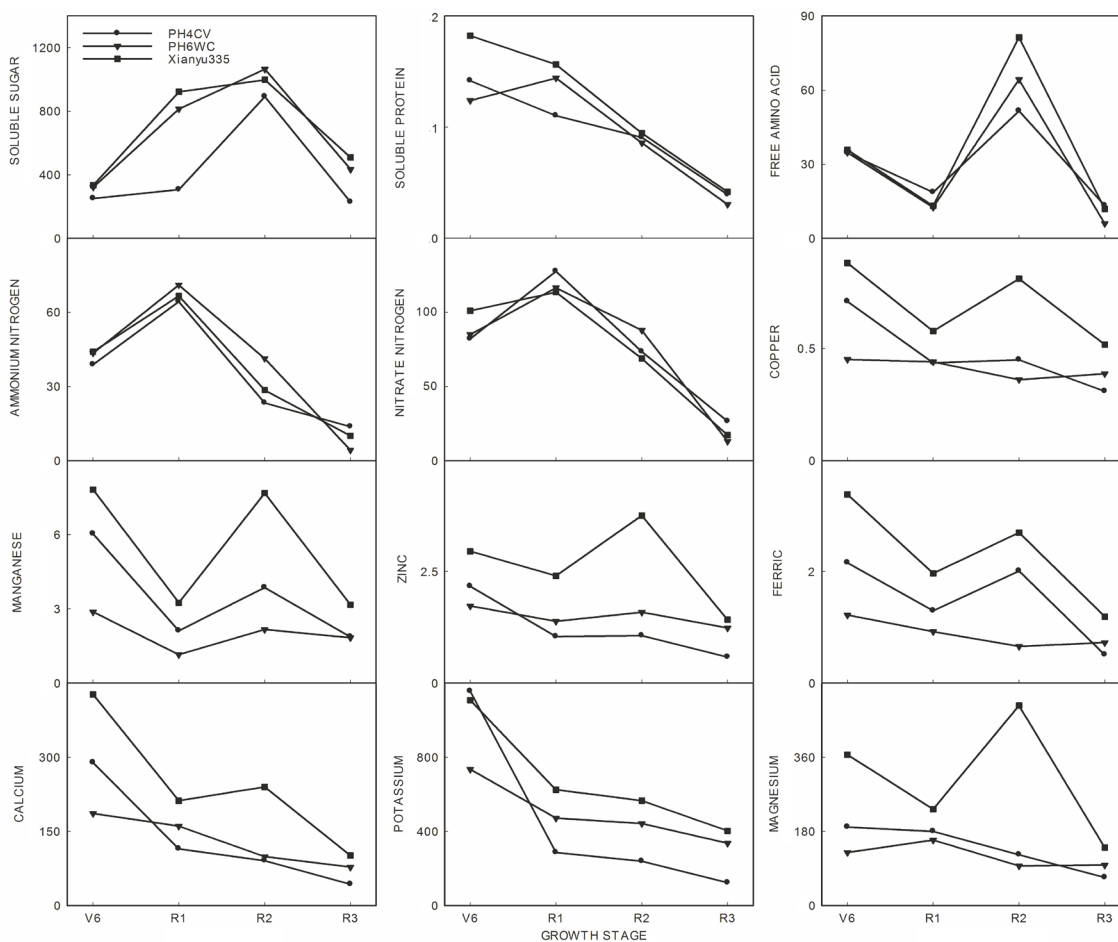 PH4CV
PH6WC
Xianyu335
SOLUBLE SUGAR
1200
800
400
0
SOLUBLE PROTEIN
2
1
0
FREE AMINO ACID
90
60
30
0
AMMONIUM NITROGEN
60
30
0
NITRATE NITROGEN
100
50
0
COPPER
0.5
0
MANGANESE
6
3
0
ZINC
2.5
0
FERRIC
2
0
CALCIUM
300
150
0
POTASSIUM
800
400
0
MAGNESIUM
360
180
0
V6 R1 R2 R3
V6 R1 R2 R3
V6 R1 R2 R3
GROWTH STAGE